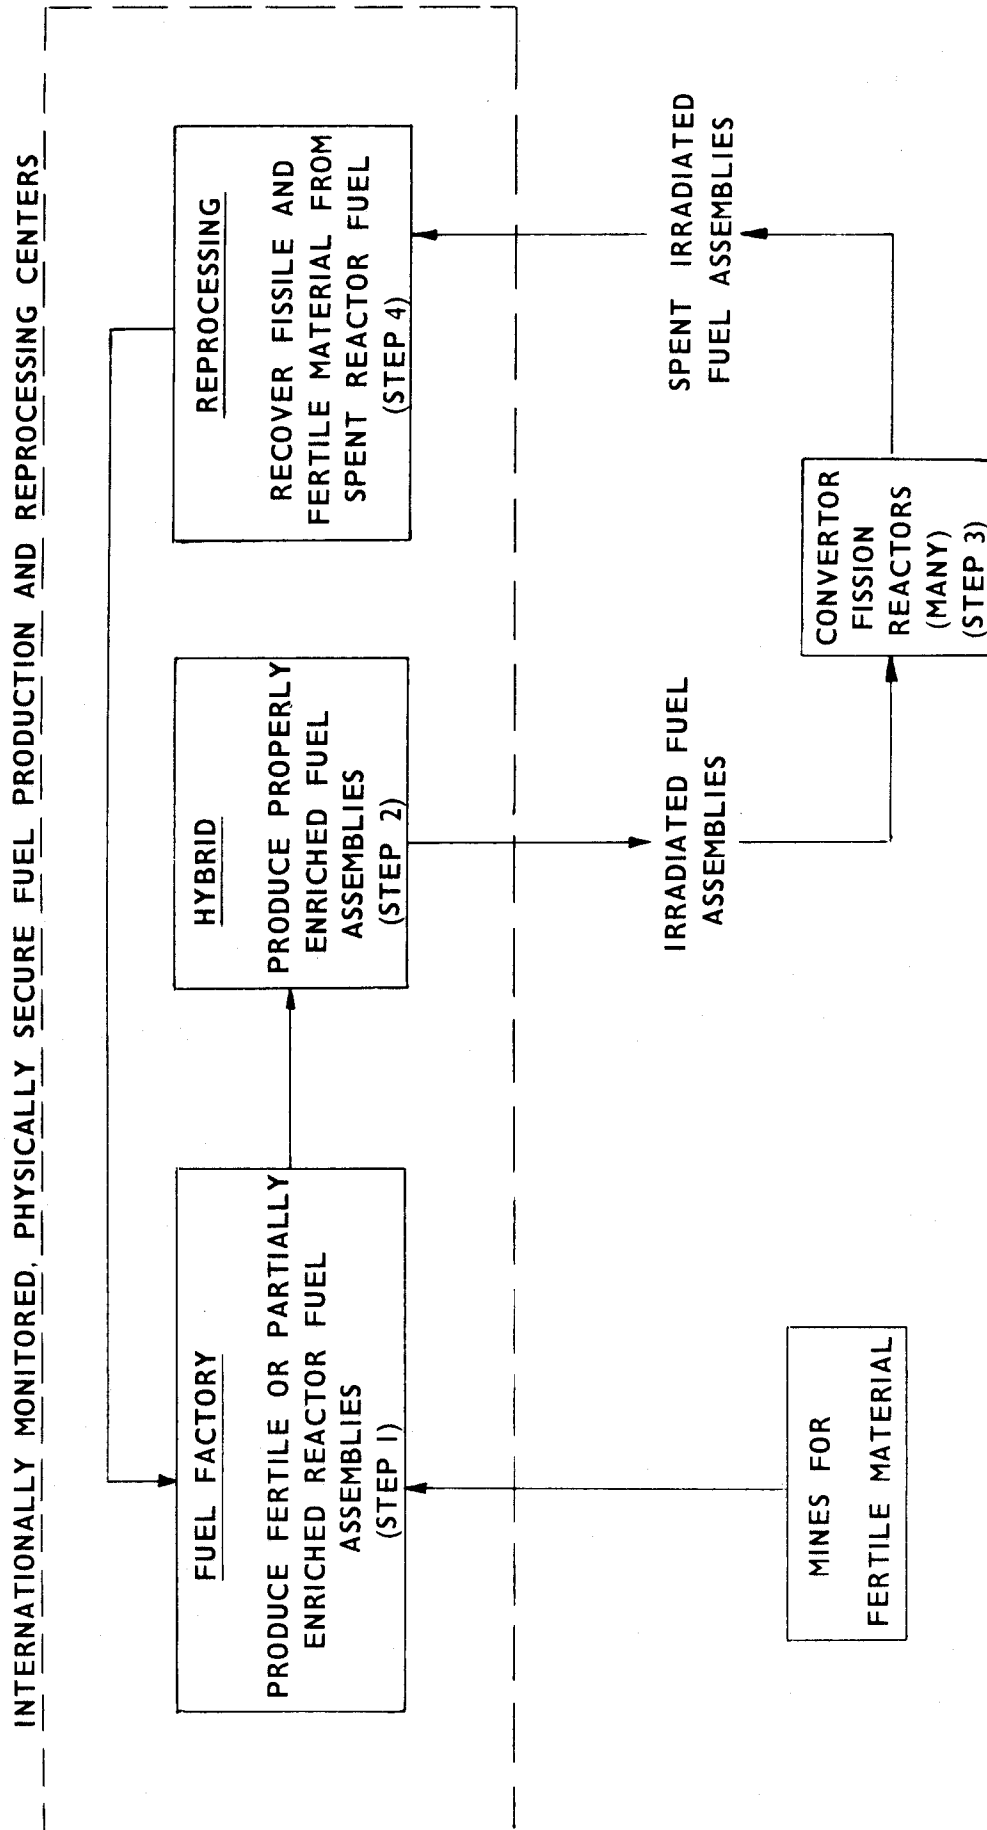 INTERNATIONALLY MONITORED, PHYSICALLY SECURE FUEL PRODUCTION AND REPROCESSING CENTERS
FUEL FACTORY
PRODUCE FERTILE OR PARTIALLY
ENRICHED REACTOR FUEL
ASSEMBLIES
(STEP 1)
HYBRID
PRODUCE PROPERLY
ENRICHED FUEL
ASSEMBLIES
(STEP 2)
REPROCESSING
RECOVER FISSILE AND
FERTILE MATERIAL FROM
SPENT REACTOR FUEL
(STEP 4)
IRRADIATED FUEL
ASSEMBLIES
SPENT IRRADIATED
FUEL ASSEMBLIES
MINES FOR
FERTILE MATERIAL
CONVERTOR
FISSION
REACTORS
(MANY)
(STEP 3)